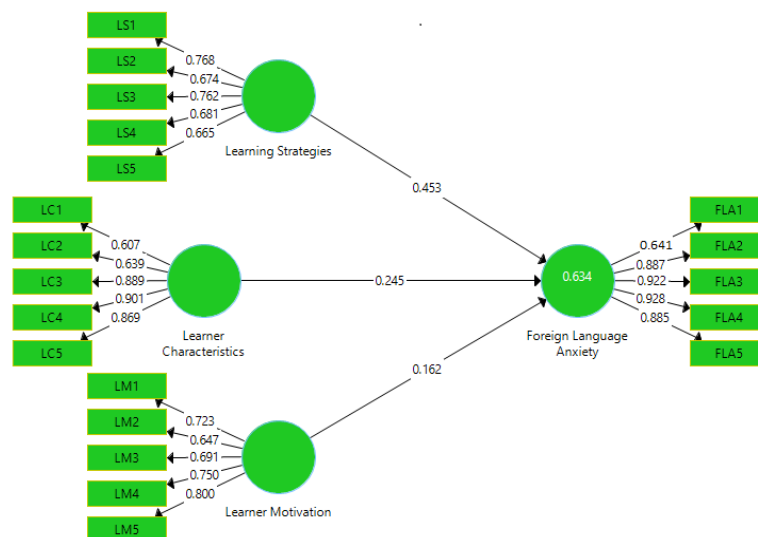 LS1
LS2
LS3
LS4
LS5
0.768
0.674
0.762
0.681
0.665
Learning Strategies
0.453
LC1
LC2
LC3
LC4
LC5
0.607
0.639
0.889
0.901
0.869
Learner
Characteristics
0.245
0.634
Foreign Language
Anxiety
0.641
0.887
0.922
0.928
0.885
FLA1
FLA2
FLA3
FLA4
FLA5
0.162
LM1
LM2
LM3
LM4
LM5
0.723
0.647
0.691
0.750
0.800
Learner Motivation